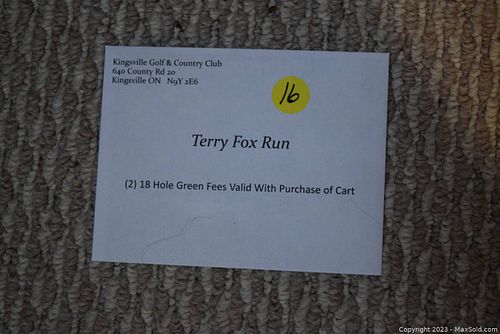 Kingsville Golf & Country Club
640 County Rd 20
Kingsville ON N9Y 2E6
16
Terry Fox Run
(2) 18 Hole Green Fees Valid With Purchase of Cart
Copyright 2023 - MaxSold.com